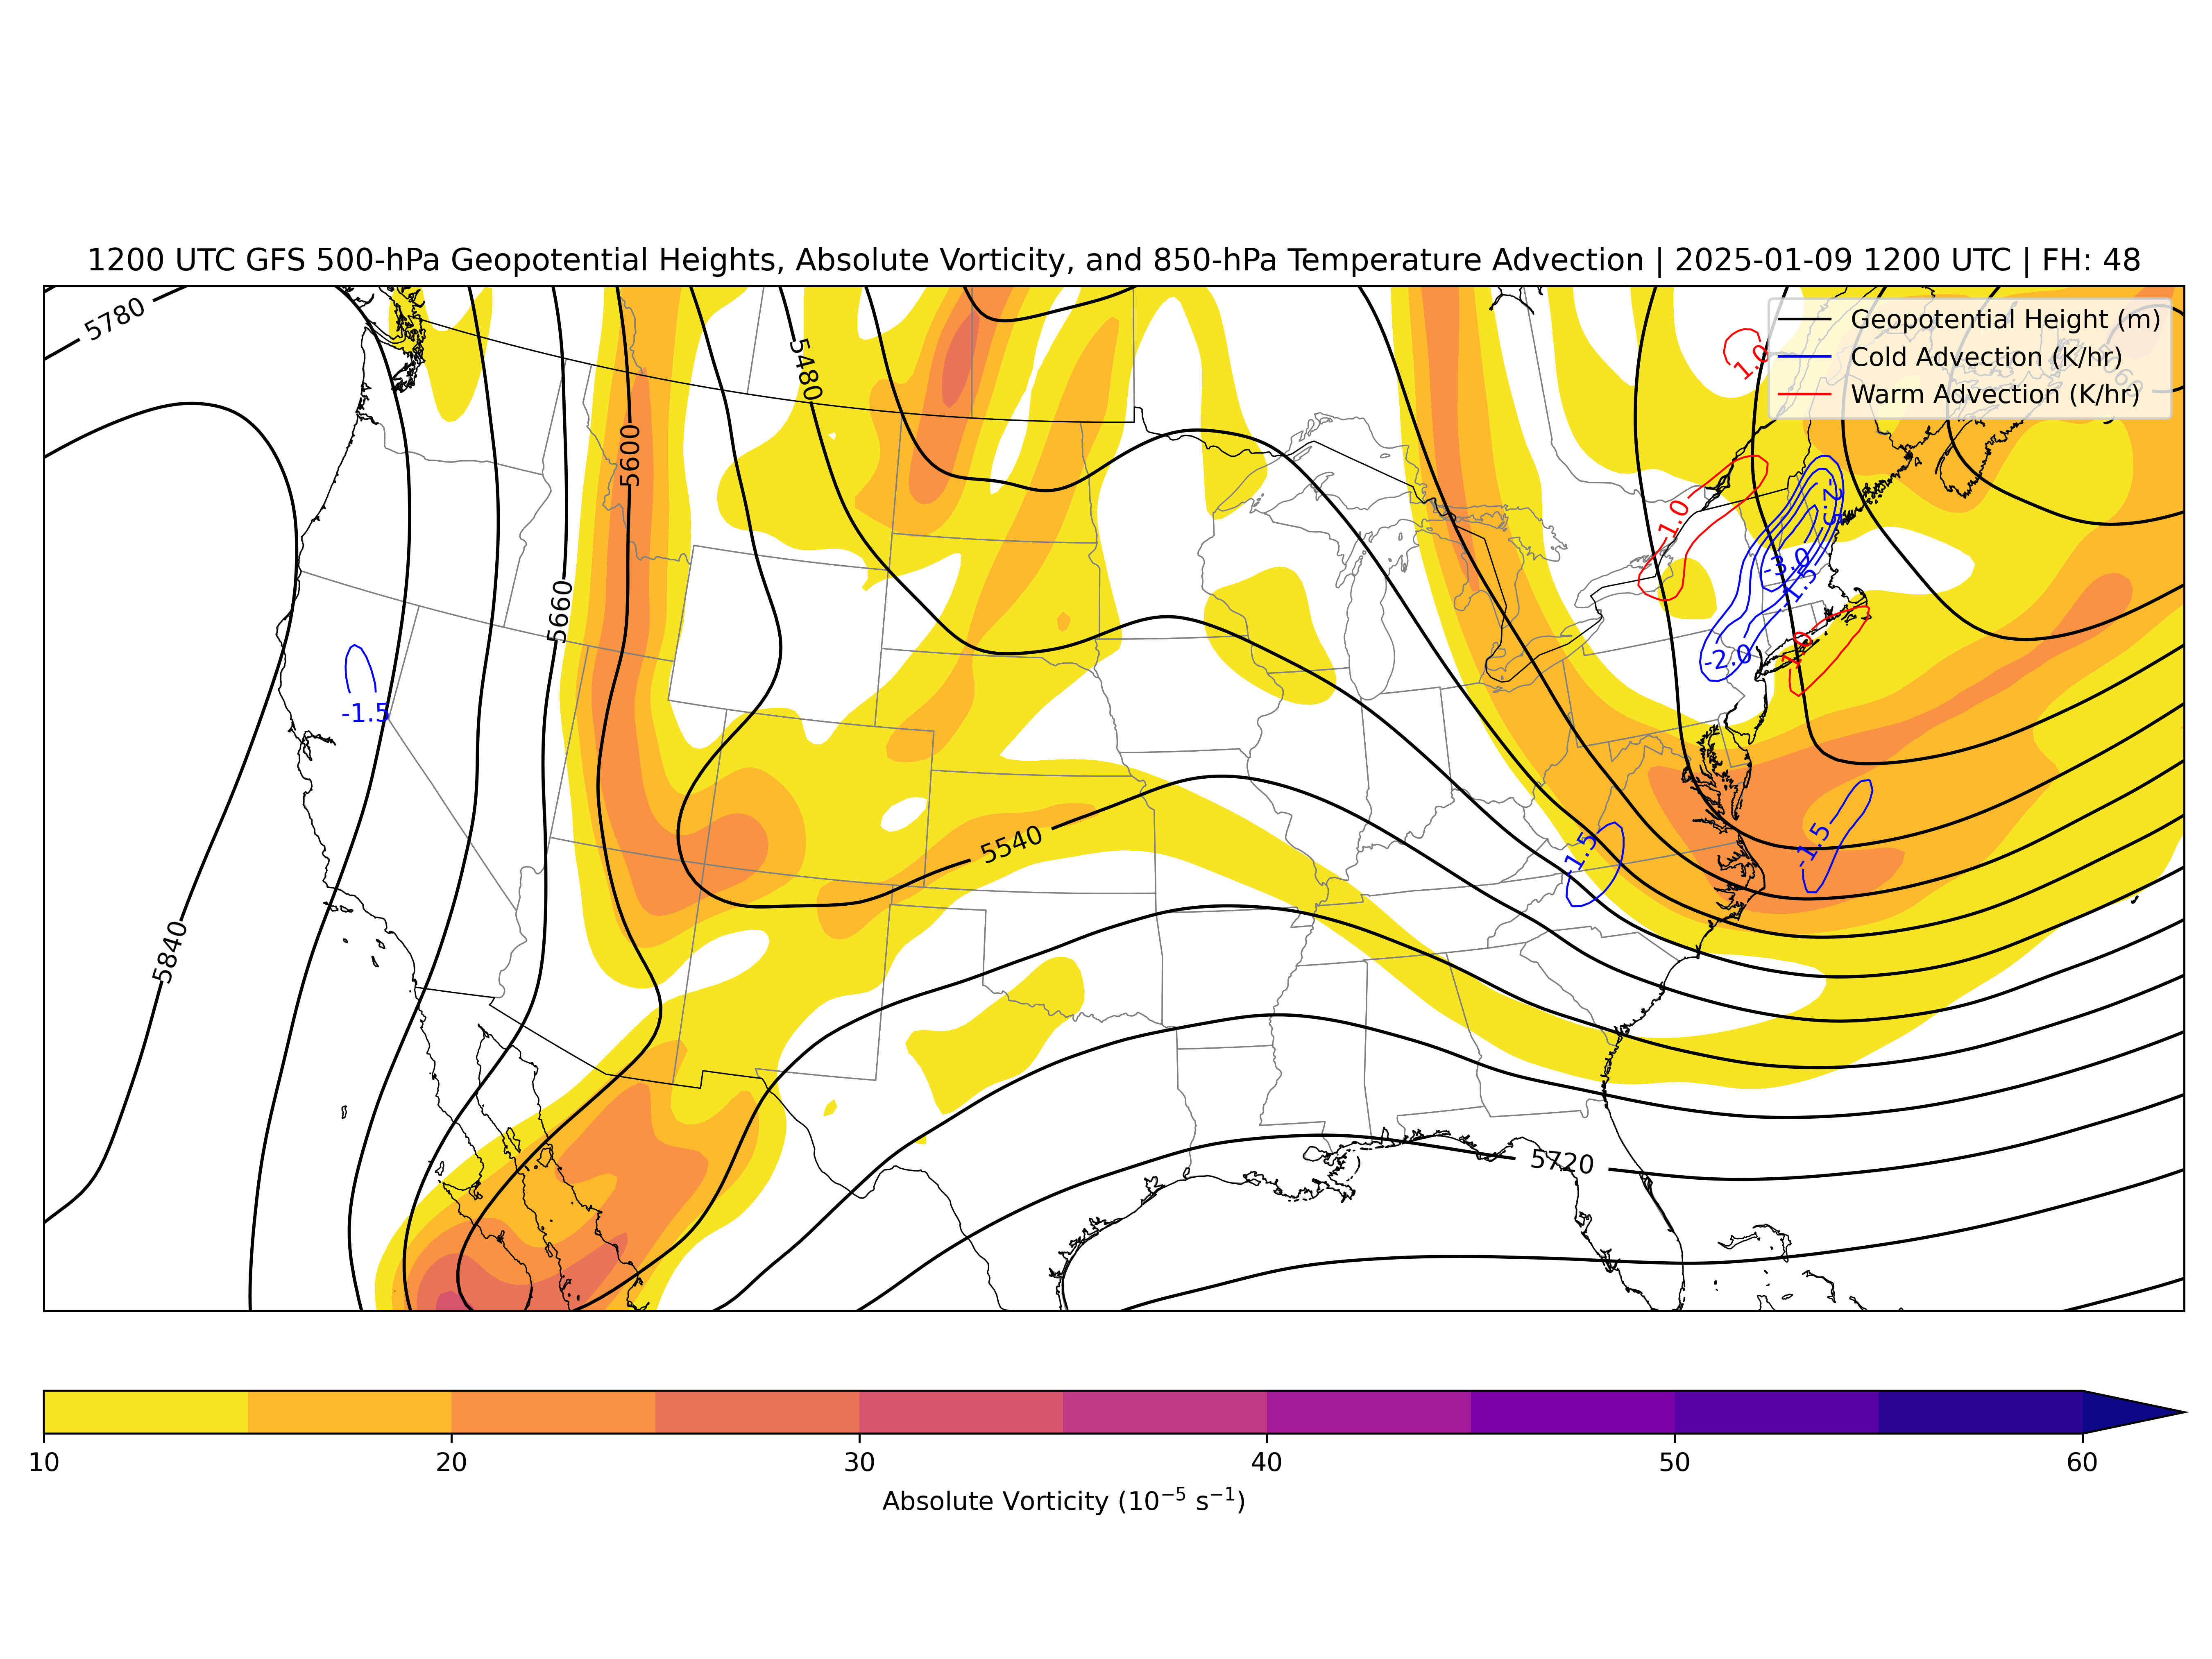 1200 UTC GFS 500-hPa Geopotential Heights, Absolute Vorticity, and 850-hPa Temperature Advection | 2025-01-09 1200 UTC | FH: 48
5780
Geopotential Height (m)
Cold Advection (K/hr)
Warm Advection (K/hr)
1.0
5480
5600
-2.5
1.0
-3.0
-1.5
5660
1.0
-2.0
-1.5
5540
-1.5
-1.5
5840
5720
10 20 30 40 50 60
Absolute Vorticity (10⁻⁵ s⁻¹)